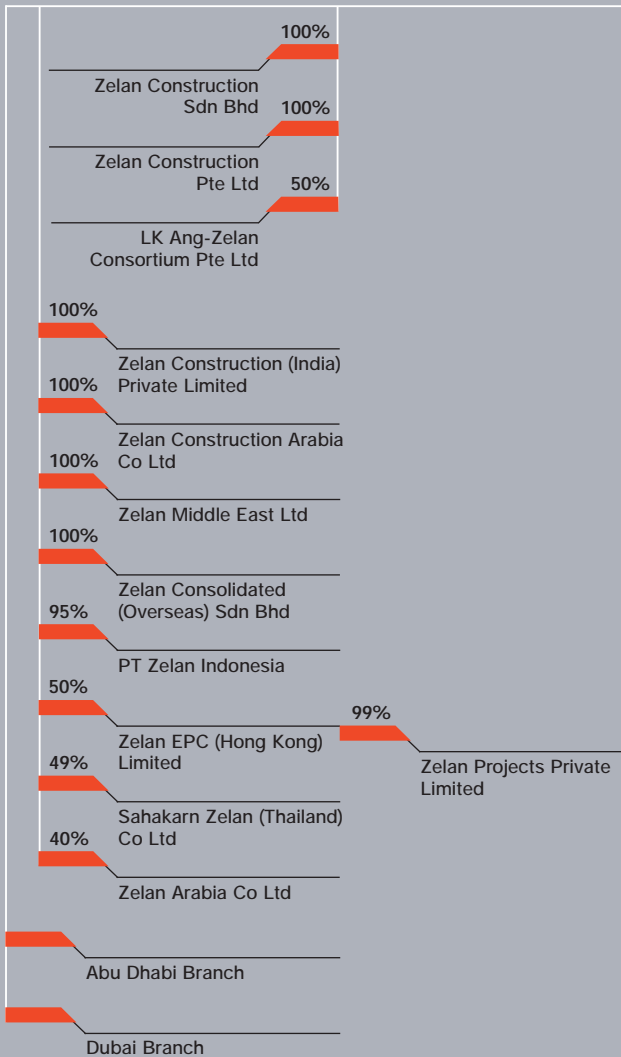 100%
Zelan Construction
Sdn Bhd
100%
Zelan Construction
Pte Ltd
50%
LK Ang-Zelan
Consortium Pte Ltd
100%
Zelan Construction (India)
Private Limited
100%
Zelan Construction Arabia
Co Ltd
100%
Zelan Middle East Ltd
100%
Zelan Consolidated
(Overseas) Sdn Bhd
95%
PT Zelan Indonesia
50%
Zelan EPC (Hong Kong)
Limited
99%
Zelan Projects Private
Limited
49%
Sahakarn Zelan (Thailand)
Co Ltd
40%
Zelan Arabia Co Ltd
Abu Dhabi Branch
Dubai Branch